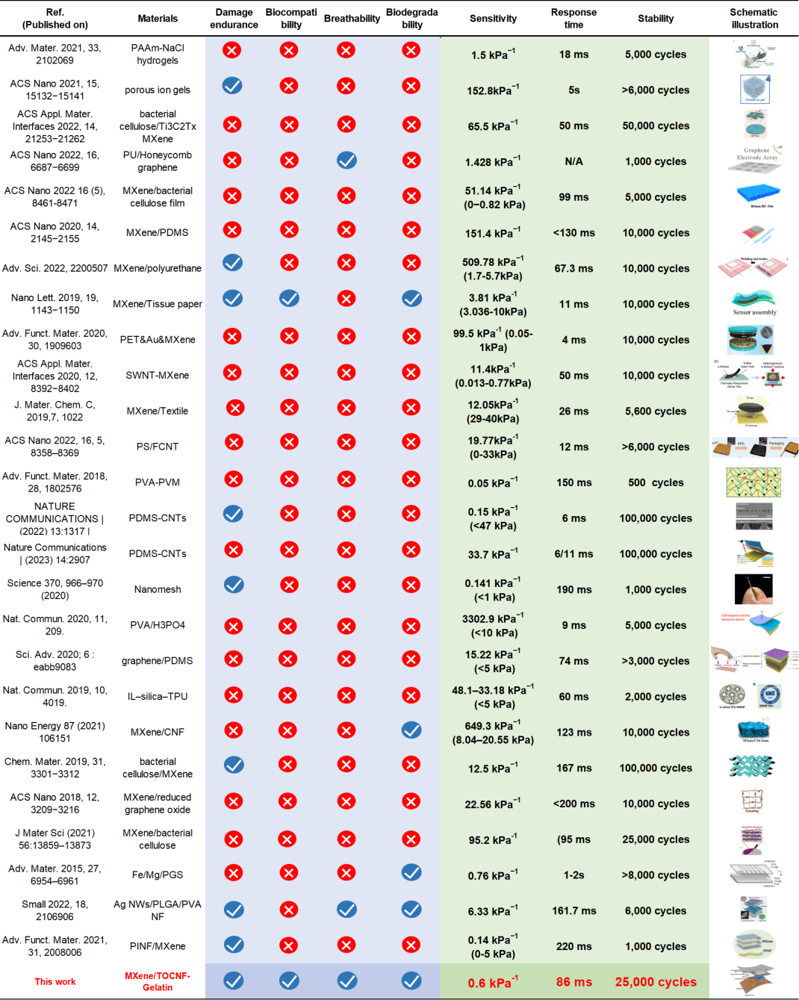 Ref.
(Published on)
Materials
Damage
endurance
Biocompati
bility
Breathability
Biodegrada
bility
Sensitivity
Response
time
Stability
Schematic
illustration
Adv. Mater. 2021, 33,
2102069
PAAm-NaCl
hydrogels
1.5 kPa⁻¹
18 ms
5,000 cycles
ACS Nano 2021, 15,
15132−15141
porous ion gels
152.8kPa⁻¹
5s
>6,000 cycles
"Porous ion gel"
ACS Appl. Mater.
Interfaces 2022, 14,
21253−21262
bacterial
cellulose/Ti3C2Tx
MXene
65.5 kPa⁻¹
50 ms
50,000 cycles
ACS Nano 2022, 16,
6687−6699
PU/Honeycomb
graphene
1.428 kPa⁻¹
N/A
1,000 cycles
Graphene
Electrode Array
ACS Nano 2022 16 (5),
8461-8471
MXene/bacterial
cellulose film
51.14 kPa⁻¹
(0−0.82 kPa)
99 ms
5,000 cycles
MXene/BC-film
ACS Nano 2020, 14,
2145−2155
MXene/PDMS
151.4 kPa⁻¹
<130 ms
10,000 cycles
Adv. Sci. 2022, 2200507
MXene/polyurethane
509.78 kPa⁻¹
(1.7-5.7kPa)
67.3 ms
10,000 cycles
Welding electrodes
Nano Lett. 2019, 19,
1143−1150
MXene/Tissue paper
3.81 kPa⁻¹
(3.036-10kPa)
11 ms
10,000 cycles
Sensor assembly
Adv. Funct. Mater. 2020,
30, 1909603
PET&Au&MXene
99.5 kPa⁻¹ (0.05-
1kPa)
4 ms
10,000 cycles
ACS Appl. Mater.
Interfaces 2020, 12,
8392−8402
SWNT-MXene
11.4kPa⁻¹
(0.013-0.77kPa)
50 ms
10,000 cycles
Drilled
Open Hole
Heterogeneous
Thermally-Responsive
Shrink Film
J. Mater. Chem. C,
2019,7, 1022
MXene/Textile
12.05kPa⁻¹
(29-40kPa)
26 ms
5,600 cycles
ACS Nano 2022, 16, 5,
8358–8369
PS/FCNT
19.77kPa⁻¹
(0-33kPa)
12 ms
>6,000 cycles
EPD
Packaging
Adv. Funct. Mater. 2018,
28, 1802576
PVA-PVM
0.05 kPa⁻¹
150 ms
500 cycles
NATURE
COMMUNICATIONS |
(2022) 13:1317 |
PDMS-CNTs
0.15 kPa⁻¹
(<47 kPa)
6 ms
100,000 cycles
Nature Communications
| (2023) 14:2907
PDMS-CNTs
33.7 kPa⁻¹
6/11 ms
100,000 cycles
Science 370, 966–970
(2020)
Nanomesh
0.141 kPa⁻¹
(<1 kPa)
190 ms
1,000 cycles
Nat. Commun. 2020, 11,
209.
PVA/H3PO4
3302.9 kPa⁻¹
(<10 kPa)
9 ms
5,000 cycles
GIA-based iontronic
pressure sensor
Sci. Adv. 2020; 6 :
eabb9083
graphene/PDMS
15.22 kPa⁻¹
(<5 kPa)
74 ms
>3,000 cycles
Nat. Commun. 2019, 10,
4019.
IL–silica–TPU
48.1–33.18 kPa⁻¹
(<5 kPa)
60 ms
2,000 cycles
h
Nano Energy 87 (2021)
106151
MXene/CNF
649.3 kPa⁻¹
(8.04–20.55 kPa)
123 ms
10,000 cycles
MXene/CNF-foam
Chem. Mater. 2019, 31,
3301−3312
bacterial
cellulose/MXene
12.5 kPa⁻¹
167 ms
100,000 cycles
ACS Nano 2018, 12,
3209−3216
MXene/reduced
graphene oxide
22.56 kPa⁻¹
<200 ms
10,000 cycles
Unloading
J Mater Sci (2021)
56:13859–13873
MXene/bacterial
cellulose
95.2 kPa⁻¹
(95 ms
25,000 cycles
Adv. Mater. 2015, 27,
6954–6961
Fe/Mg/PGS
0.76 kPa⁻¹
1-2s
>8,000 cycles
Small 2022, 18,
2106906
Ag NWs/PLGA/PVA
NF
6.33 kPa⁻¹
161.7 ms
6,000 cycles
Adv. Funct. Mater. 2021,
31, 2008006
PINF/MXene
0.14 kPa⁻¹
(0-5 kPa)
220 ms
1,000 cycles
MXene
PINF
This work
MXene/TOCNF-
Gelatin
0.6 kPa⁻¹
86 ms
25,000 cycles